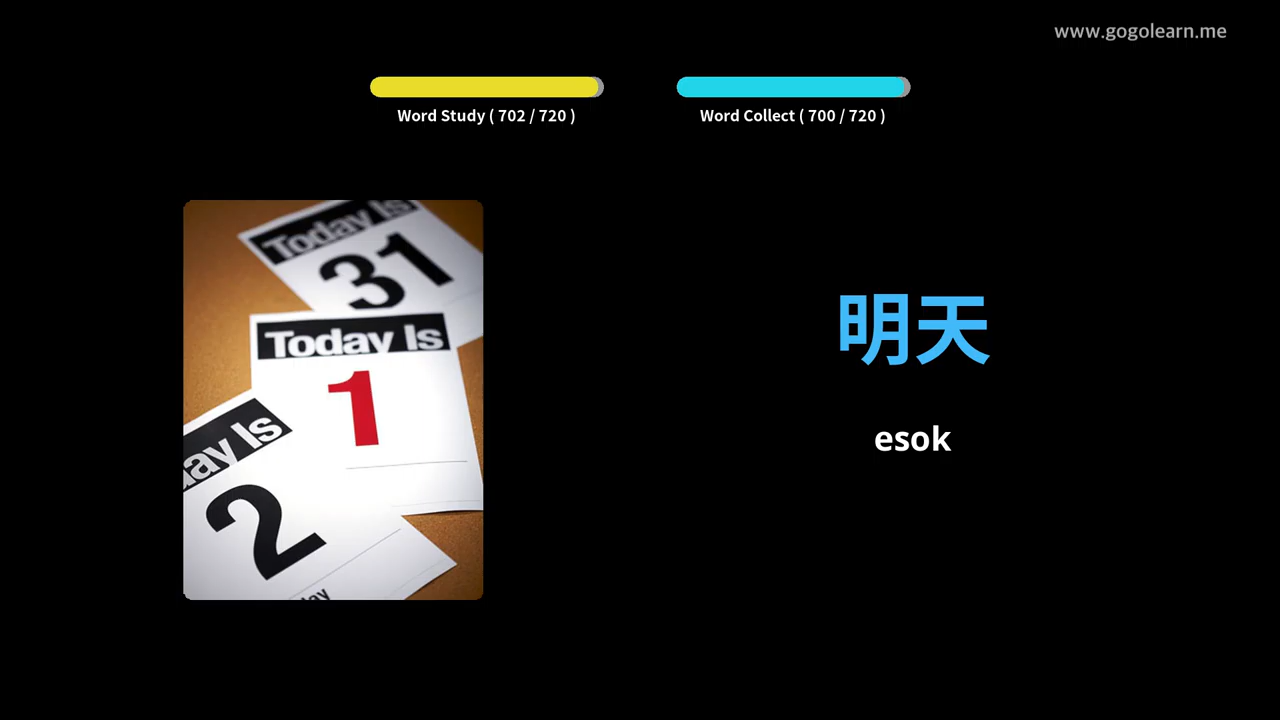 www.gogolearn.me
Word Study ( 702 / 720 )
Word Collect ( 700 / 720 )
Today Is
31
Today Is
1
day Is
2
明天
esok